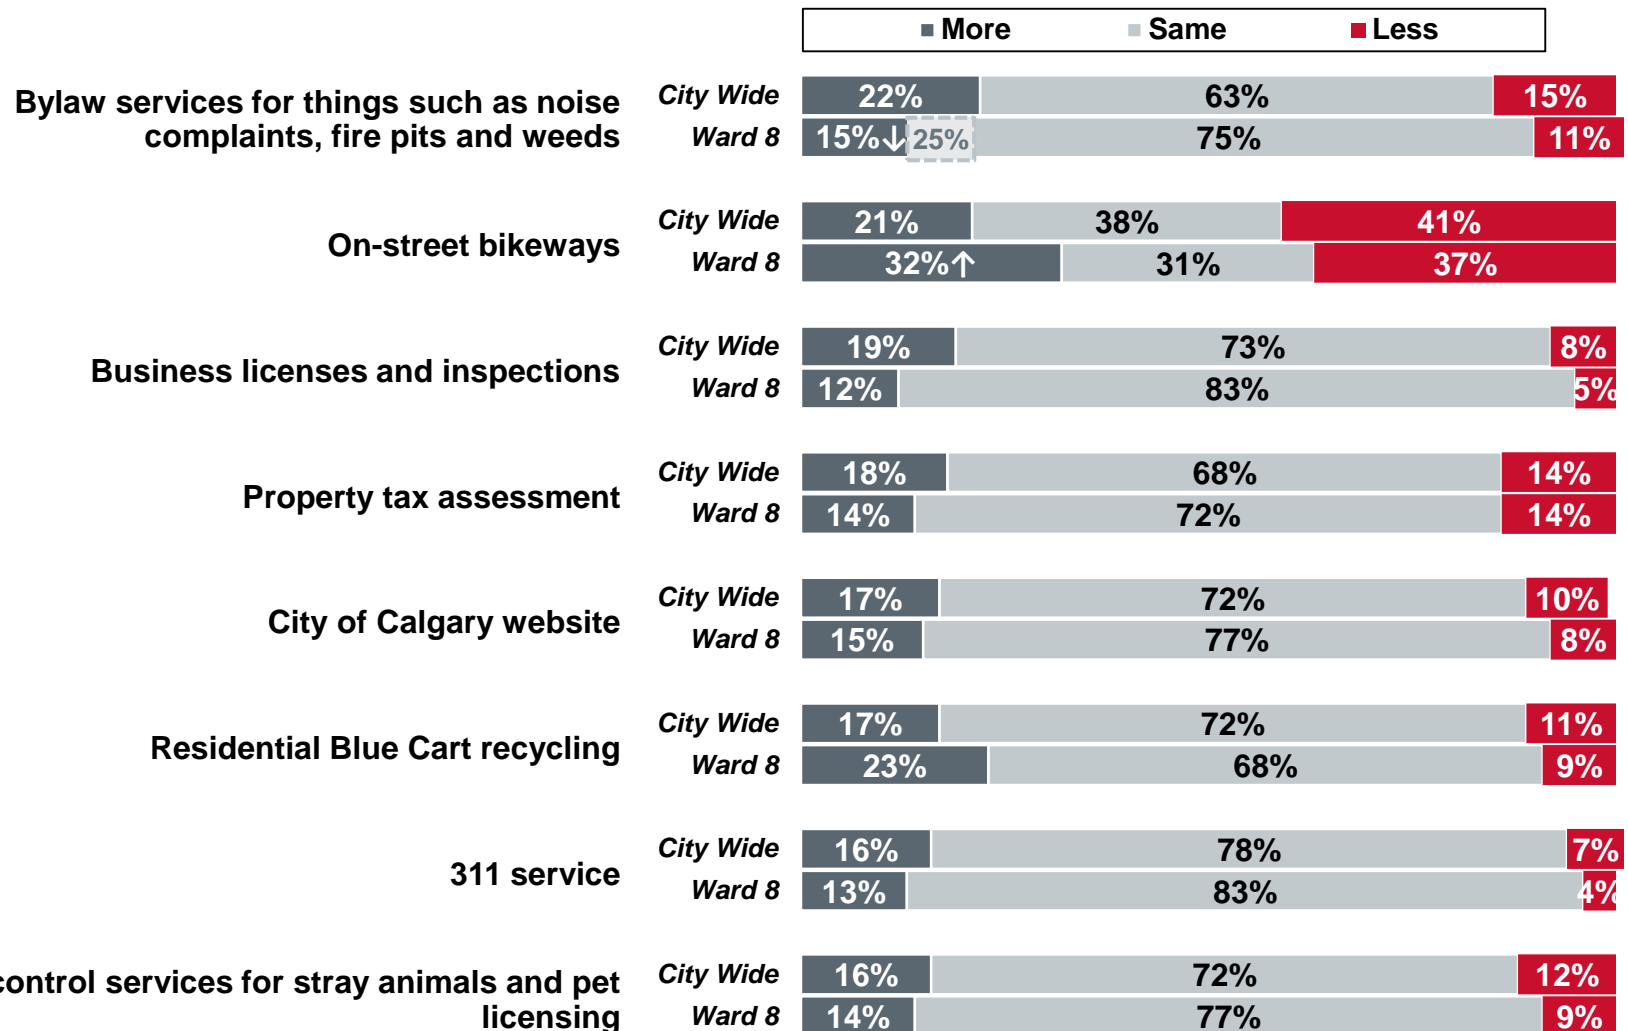 More Same Less
Bylaw services for things such as noise
complaints, fire pits and weeds
City Wide 22% 63% 15%
Ward 8 15%↓ 25% 75% 11%
On-street bikeways
City Wide 21% 38% 41%
Ward 8 32%↑ 31% 37%
Business licenses and inspections
City Wide 19% 73% 8%
Ward 8 12% 83% 5%
Property tax assessment
City Wide 18% 68% 14%
Ward 8 14% 72% 14%
City of Calgary website
City Wide 17% 72% 10%
Ward 8 15% 77% 8%
Residential Blue Cart recycling
City Wide 17% 72% 11%
Ward 8 23% 68% 9%
311 service
City Wide 16% 78% 7%
Ward 8 13% 83% 4%
control services for stray animals and pet
licensing
City Wide 16% 72% 12%
Ward 8 14% 77% 9%